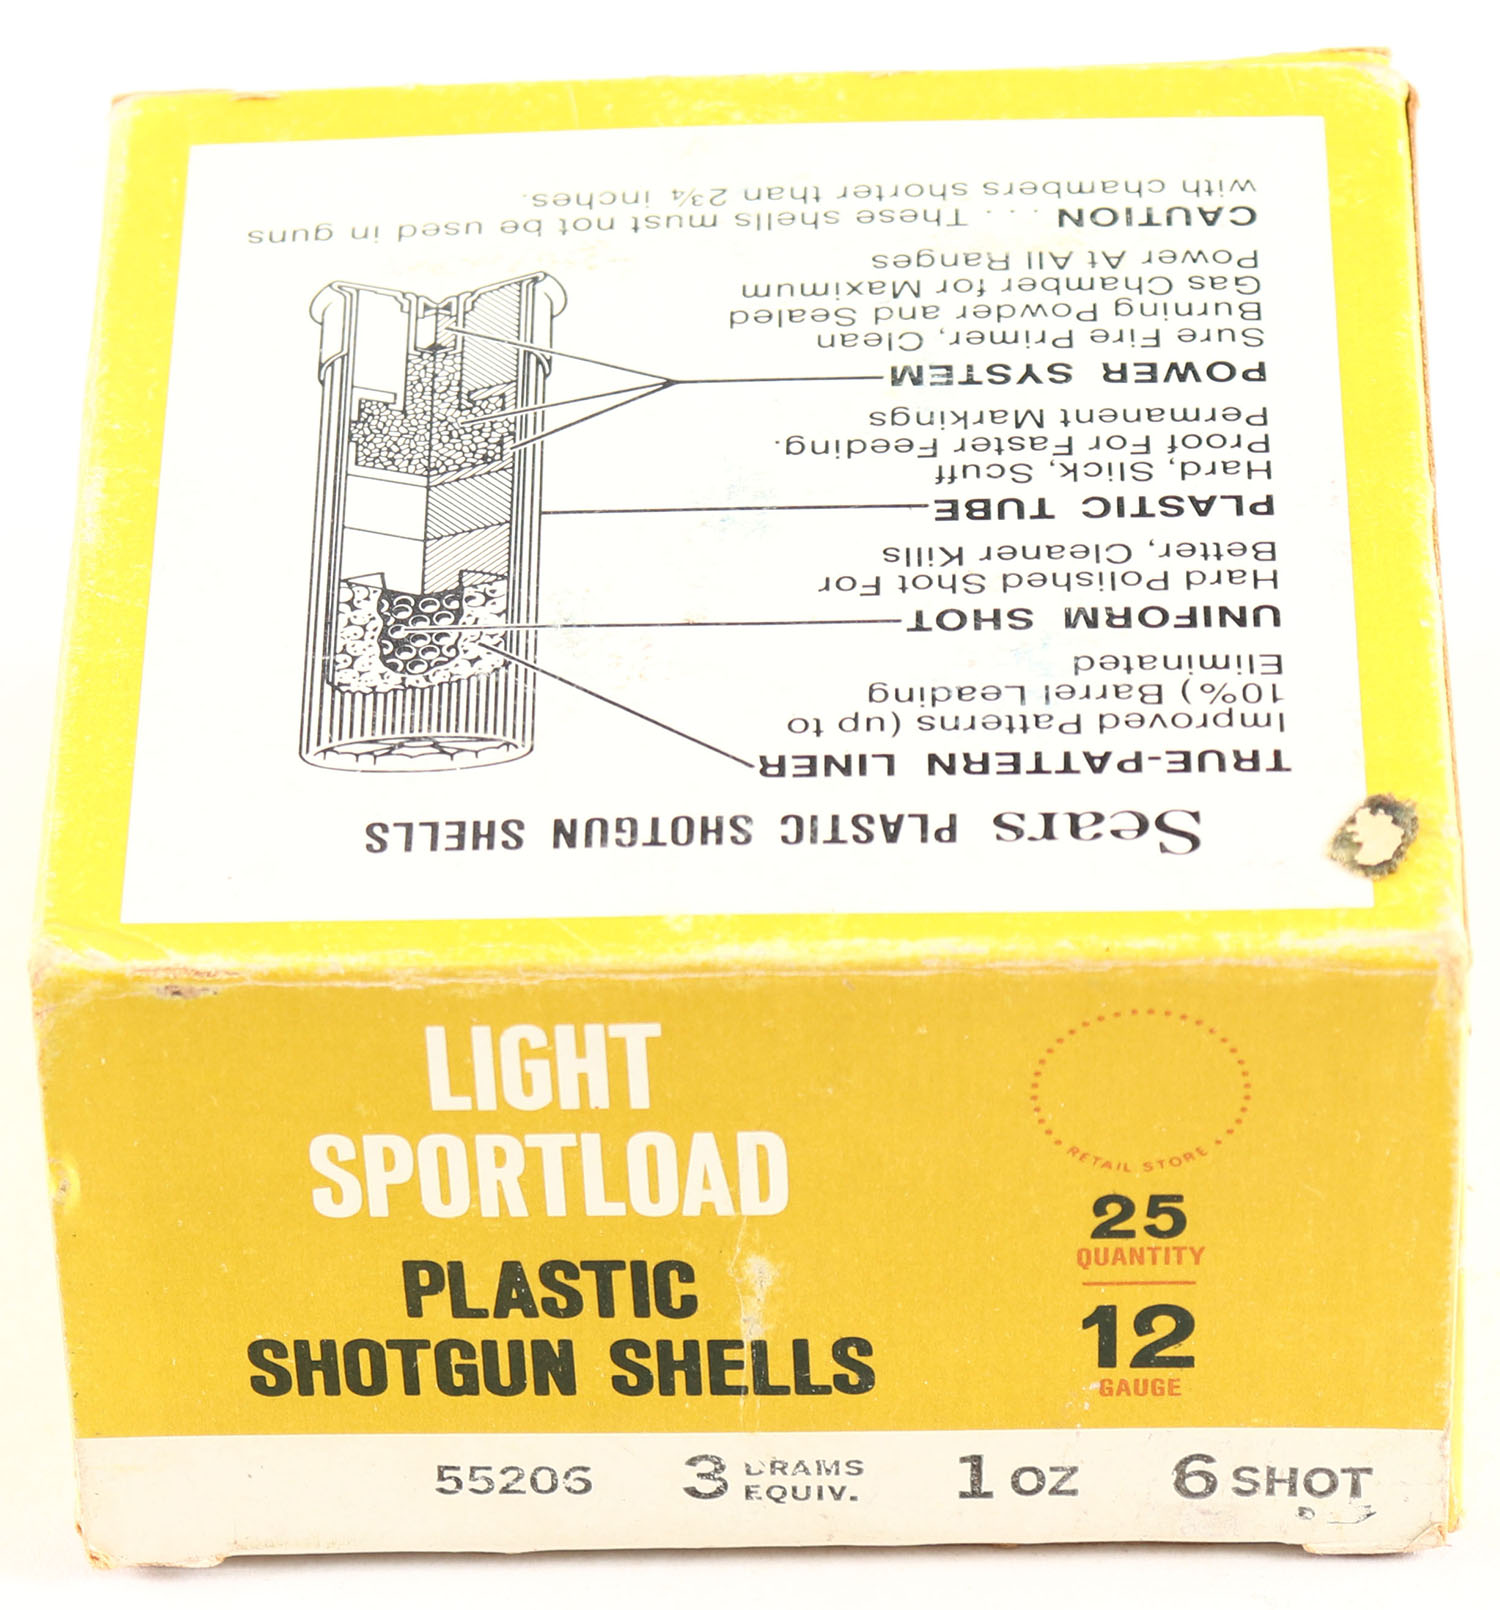 Sears PLASTIC SHOTGUN SHELLS
TRUE-PATTERN LINER
Improved Patterns (up to
10%) Barrel Leading
Eliminated
UNIFORM SHOT
Hard Polished Shot For
Better, Cleaner Kills
PLASTIC TUBE
Hard, Slick, Scuff
Proof For Faster Feeding.
Permanent Markings
POWER SYSTEM
Sure Fire Primer, Clean
Burning Powder and Sealed
Gas Chamber for Maximum
Power At All Ranges
CAUTION . . . These shells must not be used in guns
with chambers shorter than 2¾ inches.
LIGHT
SPORTLOAD
PLASTIC
SHOTGUN SHELLS
RETAIL STORE
25
QUANTITY
12
GAUGE
55206 3 DRAMS EQUIV. 1 OZ 6 SHOT